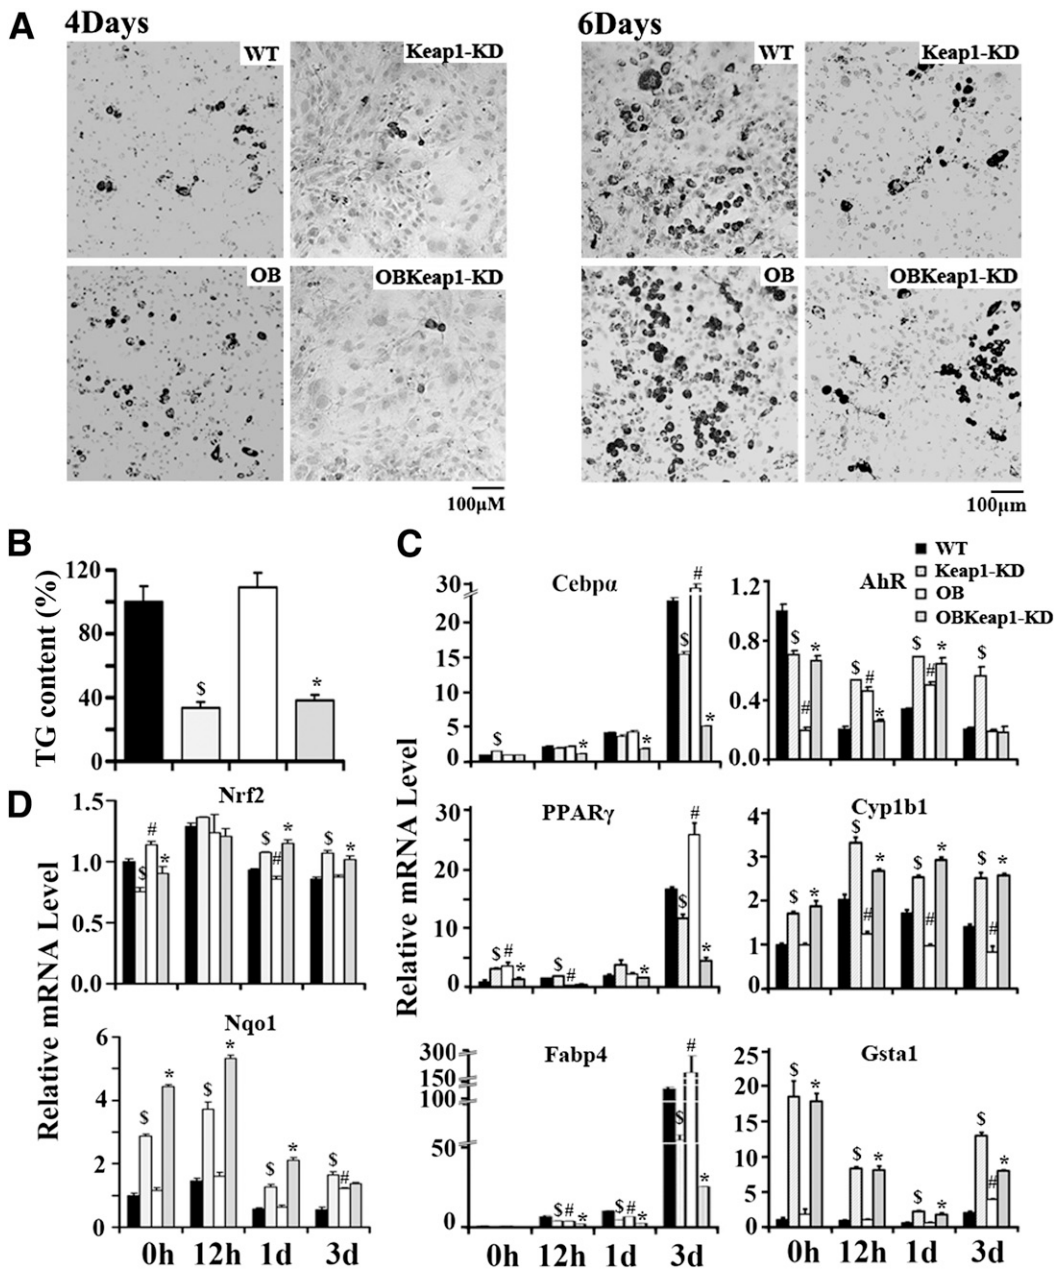 A
4Days
6Days
WT
Keap1-KD
WT
Keap1-KD
OB
OBKeap1-KD
OB
OBKeap1-KD
100μM
100μm
B
TG content (%)
120
80
40
0
$
*
C
WT
Keap1-KD
OB
OBKeap1-KD
Relative mRNA Level
Cebpα
30
20
15
10
5
0
$
*
*
$
#
*
AhR
1.2
0.8
0.4
0.0
$
#
*
$
#
*
$
#
*
$
PPARγ
30
20
10
0
$
#
*
$
#
*
$
#
*
Cyp1b1
4
3
2
1
0
$
*
$
#
*
$
#
*
$
#
*
Fabp4
300
150
100
50
0
$#
*
$#
*
$
#
*
0h
12h
1d
3d
Gsta1
25
20
15
10
5
0
$
*
$
*
$
*
$
#
*
0h
12h
1d
3d
D
Relative mRNA Level
Nrf2
1.5
1.0
0.5
0.0
$
#
*
$
#
*
$
*
Nqo1
6
4
2
0
$
*
$
*
$
*
$
#
0h
12h
1d
3d